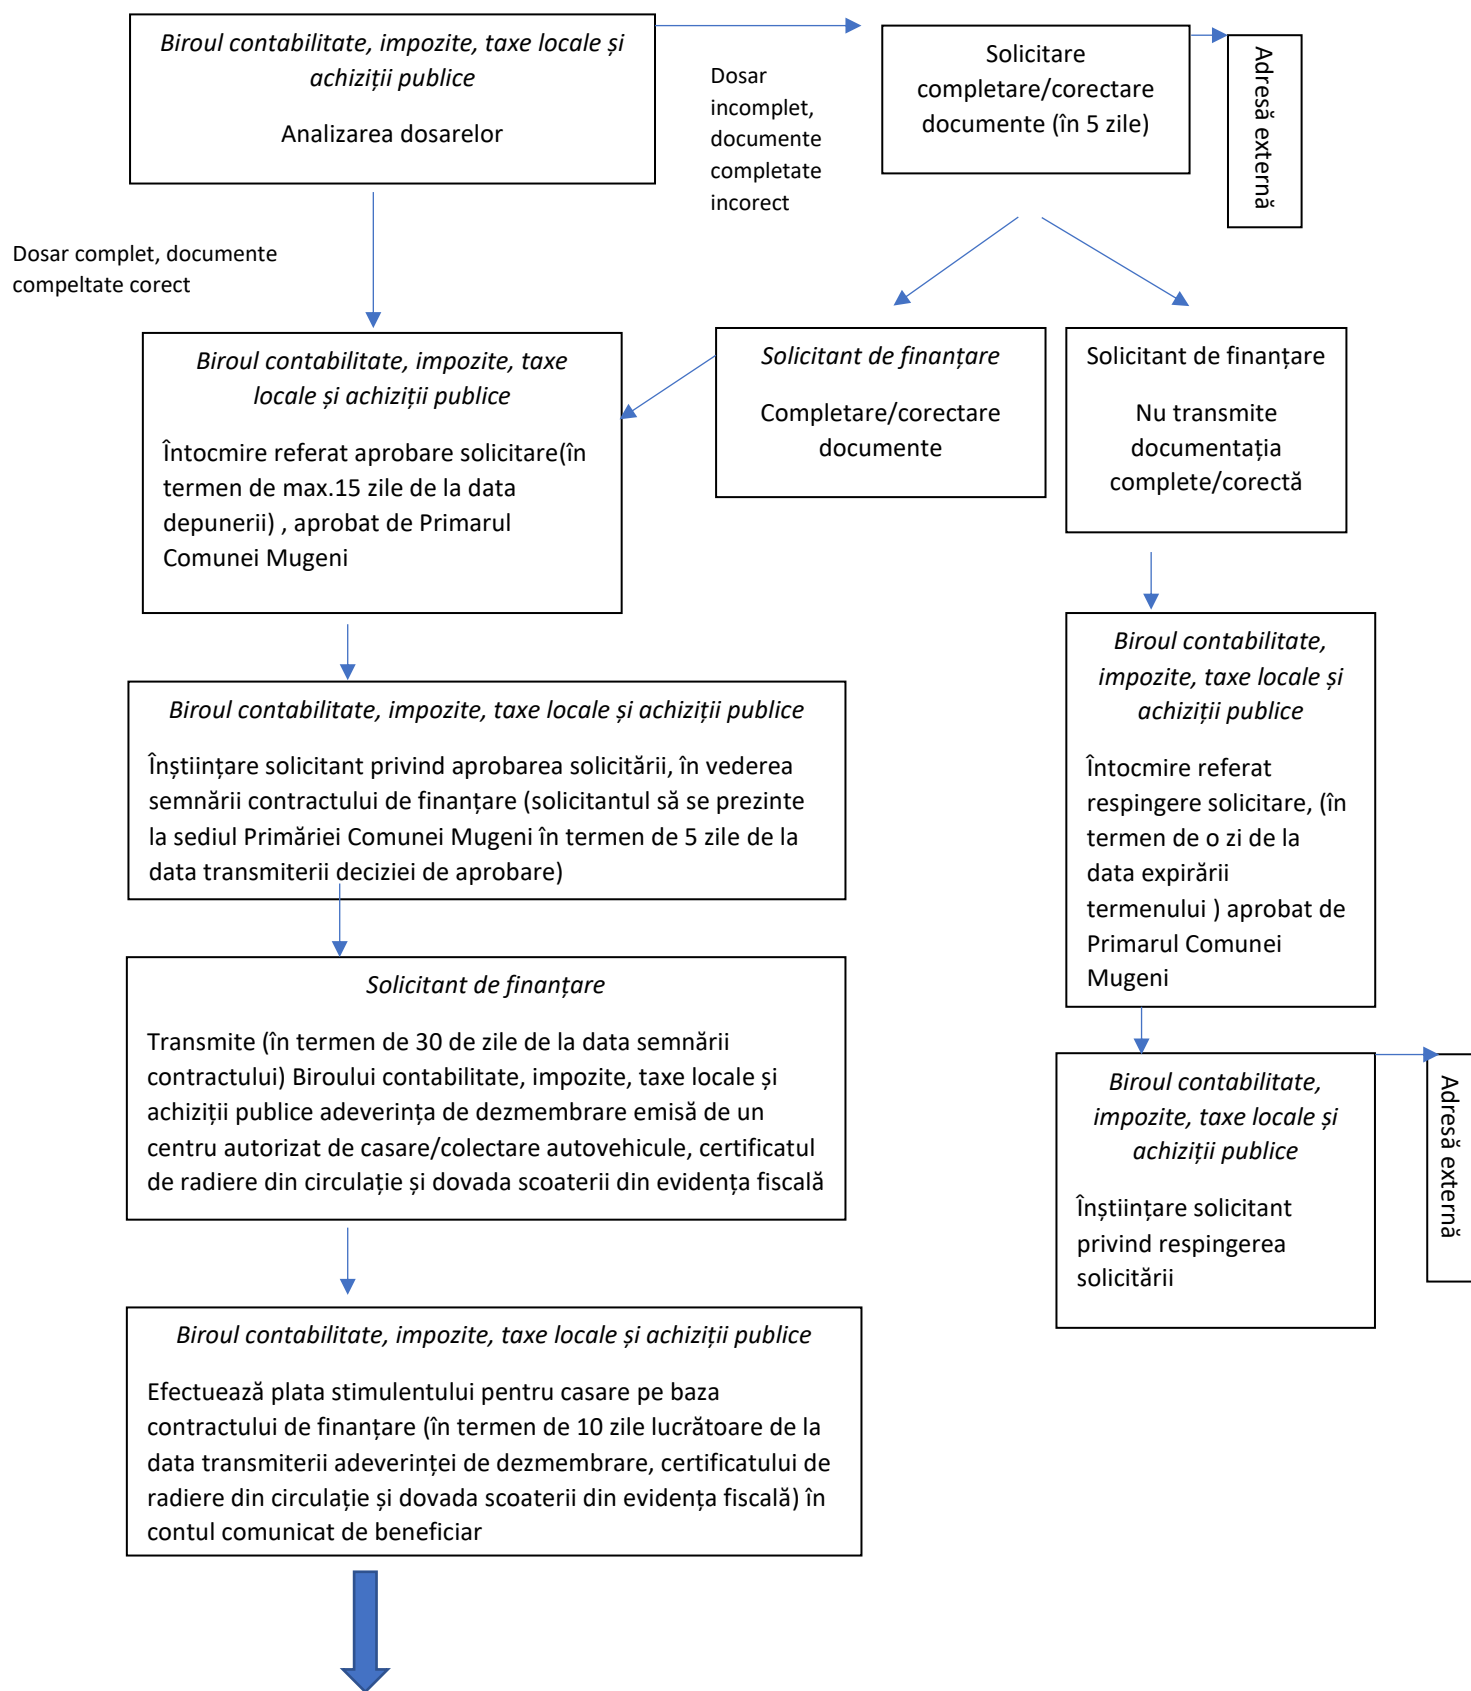 Biroul contabilitate, impozite, taxe locale și
achiziții publice
Analizarea dosarelor
Dosar
incomplet,
documente
completate
incorect
Solicitare
completare/corectare
documente (în 5 zile)
Adresă externă
Dosar complet, documente
compeltate corect
Biroul contabilitate, impozite, taxe
locale și achiziții publice
Întocmire referat aprobare solicitare(în
termen de max.15 zile de la data
depunerii) , aprobat de Primarul
Comunei Mugeni
Solicitant de finanțare
Completare/corectare
documente
Solicitant de finanțare
Nu transmite
documentația
complete/corectă
Biroul contabilitate, impozite, taxe locale și achiziții publice
Înștiințare solicitant privind aprobarea solicitării, în vederea
semnării contractului de finanțare (solicitantul să se prezinte
la sediul Primăriei Comunei Mugeni în termen de 5 zile de la
data transmiterii deciziei de aprobare)
Biroul contabilitate,
impozite, taxe locale și
achiziții publice
Întocmire referat
respingere solicitare, (în
termen de o zi de la
data expirării
termenului ) aprobat de
Primarul Comunei
Mugeni
Solicitant de finanțare
Transmite (în termen de 30 de zile de la data semnării
contractului) Biroului contabilitate, impozite, taxe locale și
achiziții publice adeverința de dezmembrare emisă de un
centru autorizat de casare/colectare autovehicule, certificatul
de radiere din circulație și dovada scoaterii din evidența fiscală
Biroul contabilitate,
impozite, taxe locale și
achiziții publice
Înștiințare solicitant
privind respingerea
solicitării
Adresă externă
Biroul contabilitate, impozite, taxe locale și achiziții publice
Efectuează plata stimulentului pentru casare pe baza
contractului de finanțare (în termen de 10 zile lucrătoare de la
data transmiterii adeverinței de dezmembrare, certificatului de
radiere din circulație și dovada scoaterii din evidența fiscală) în
contul comunicat de beneficiar